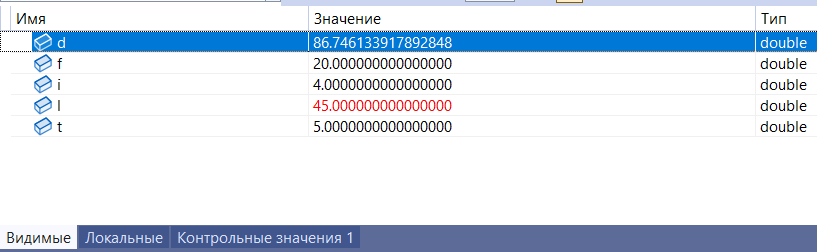 Имя Значение Тип
d 86.746133917892848 double
f 20.000000000000000 double
i 4.0000000000000000 double
l 45.000000000000000 double
t 5.0000000000000000 double
Видимые Локальные Контрольные значения 1